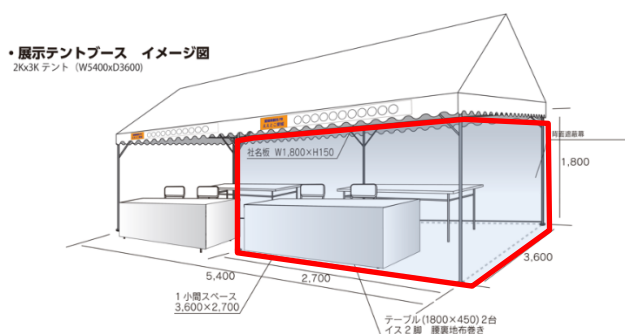 ・展示テントブース　イメージ図
2Kx3K テント（W5400xD3600)
社名板 W1,800×H150
背面遮蔽幕
1,800
3,600
5,400
2,700
1小間スペース
3,600×2,700
テーブル(1800×450) 2台
イス2脚　腰裏地布巻き